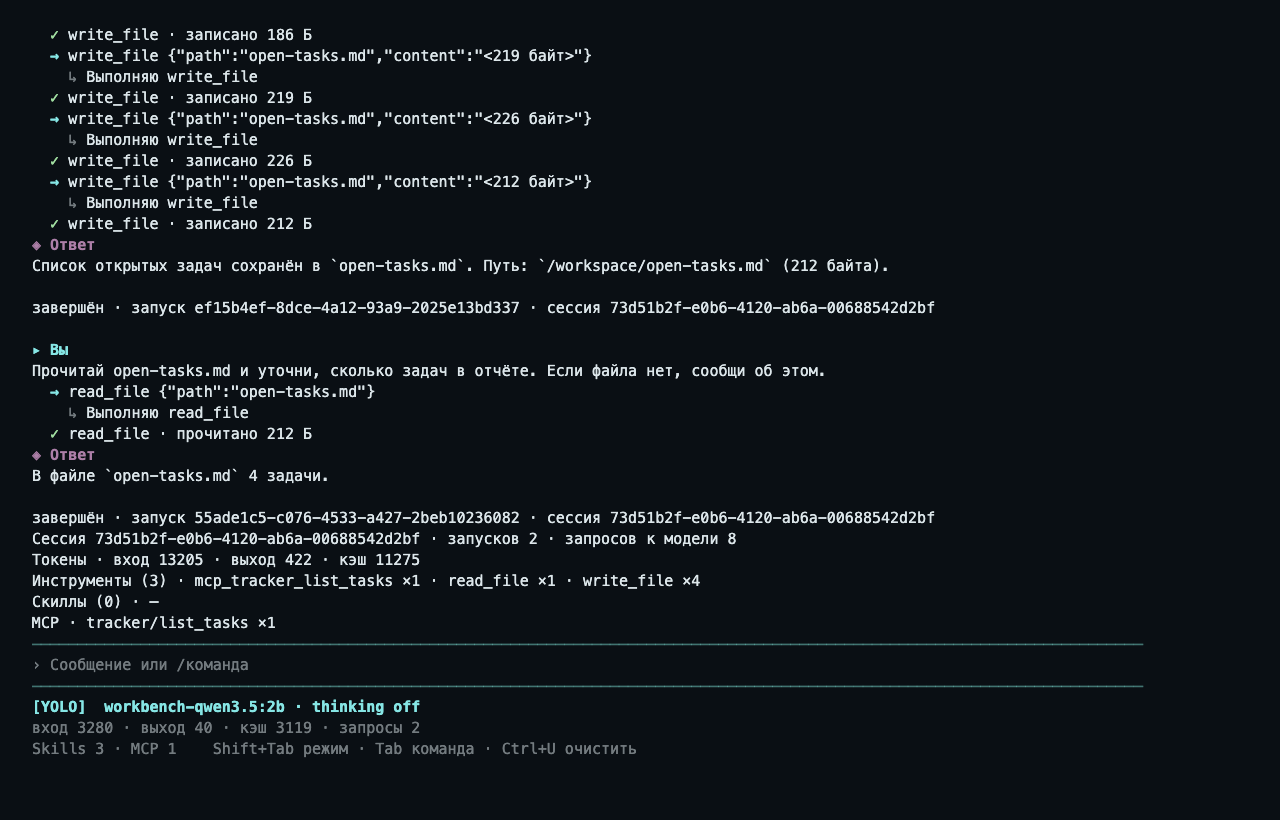 ✓ write_file · записано 186 Б
→ write_file {"path":"open-tasks.md","content":"<219 байт>"}
↳ Выполняю write_file
✓ write_file · записано 219 Б
→ write_file {"path":"open-tasks.md","content":"<226 байт>"}
↳ Выполняю write_file
✓ write_file · записано 226 Б
→ write_file {"path":"open-tasks.md","content":"<212 байт>"}
↳ Выполняю write_file
✓ write_file · записано 212 Б
◆ Ответ
Список открытых задач сохранён в `open-tasks.md`. Путь: `/workspace/open-tasks.md` (212 байта).
завершён · запуск ef15b4ef-8dce-4a12-93a9-2025e13bd337 · сессия 73d51b2f-e0b6-4120-ab6a-00688542d2bf
▸ Вы
Прочитай open-tasks.md и уточни, сколько задач в отчёте. Если файла нет, сообщи об этом.
→ read_file {"path":"open-tasks.md"}
↳ Выполняю read_file
✓ read_file · прочитано 212 Б
◆ Ответ
В файле `open-tasks.md` 4 задачи.
завершён · запуск 55ade1c5-c076-4533-a427-2beb10236082 · сессия 73d51b2f-e0b6-4120-ab6a-00688542d2bf
Сессия 73d51b2f-e0b6-4120-ab6a-00688542d2bf · запусков 2 · запросов к модели 8
Токены · вход 13205 · выход 422 · кэш 11275
Инструменты (3) · mcp_tracker_list_tasks ×1 · read_file ×1 · write_file ×4
Скиллы (0) · —
MCP · tracker/list_tasks ×1
› Сообщение или /команда
[YOLO] workbench-qwen3.5:2b · thinking off
вход 3280 · выход 40 · кэш 3119 · запросы 2
Skills 3 · MCP 1 Shift+Tab режим · Tab команда · Ctrl+U очистить